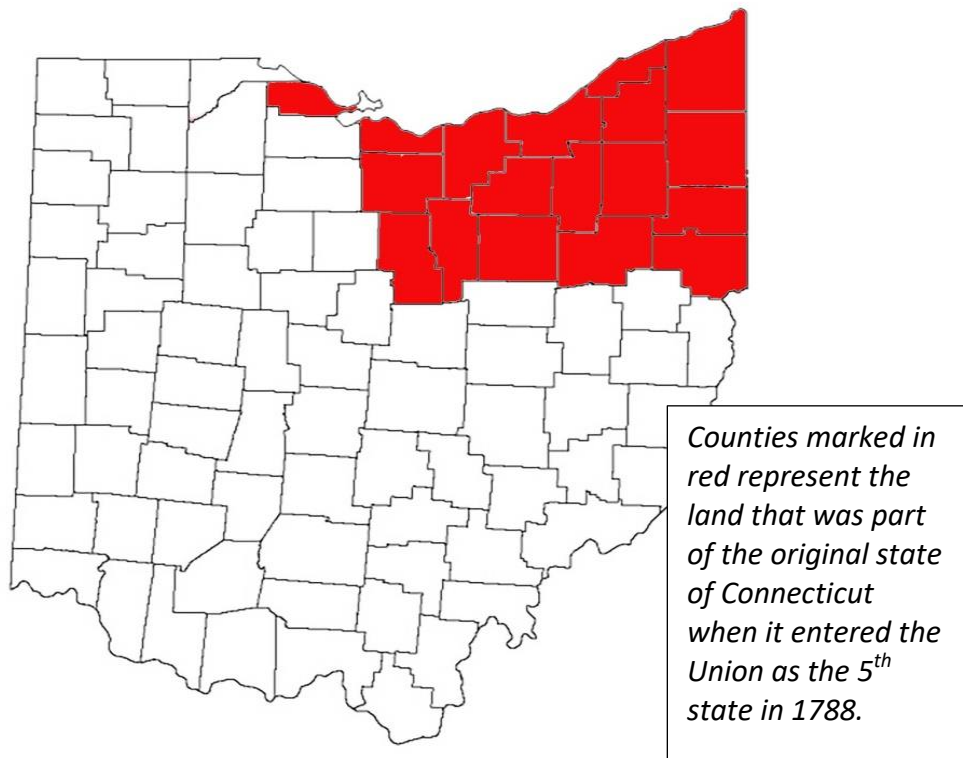 Counties marked in
red represent the
land that was part
of the original state
of Connecticut
when it entered the
Union as the 5th
state in 1788.